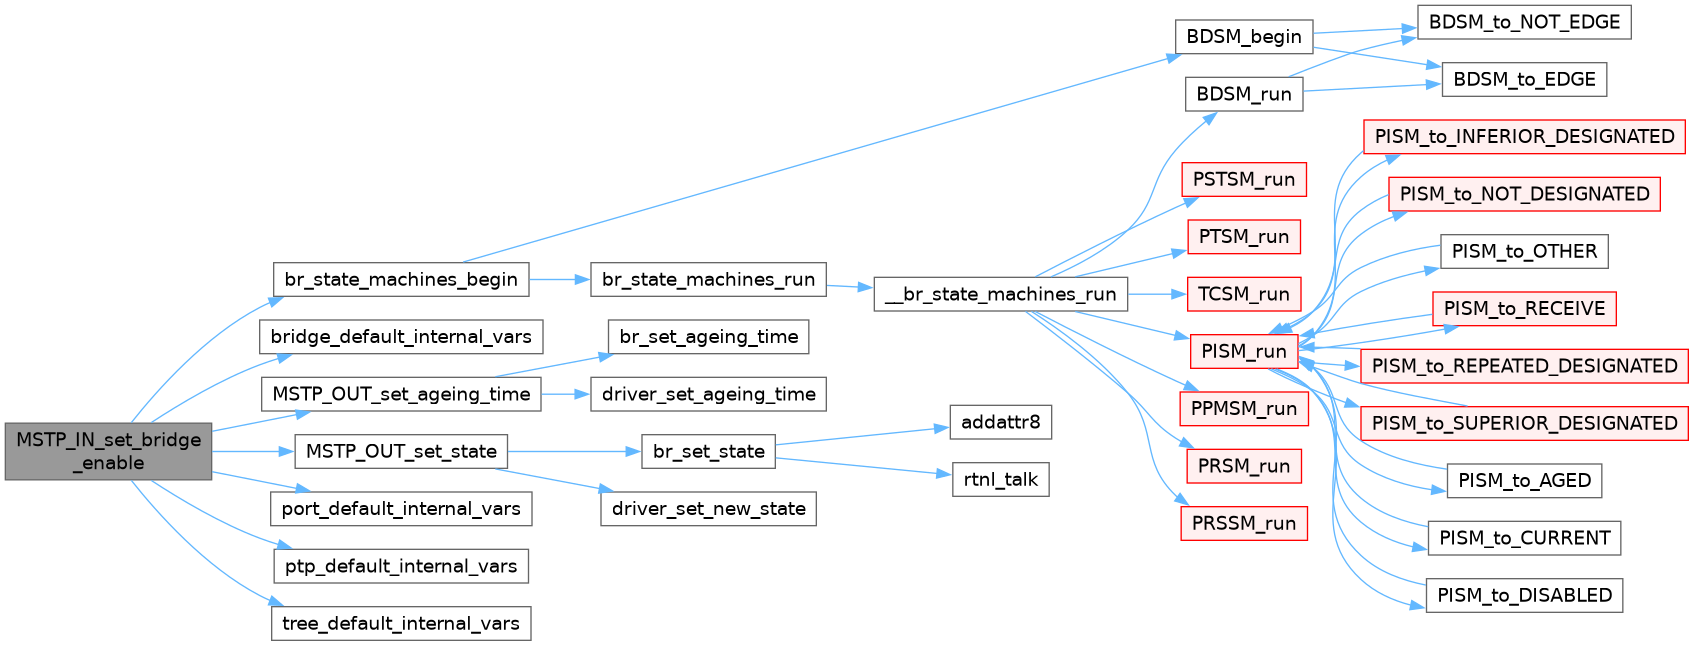 MSTP_IN_set_bridge
_enable
br_state_machines_begin
bridge_default_internal_vars
MSTP_OUT_set_ageing_time
MSTP_OUT_set_state
port_default_internal_vars
ptp_default_internal_vars
tree_default_internal_vars
br_state_machines_run
br_set_ageing_time
driver_set_ageing_time
br_set_state
driver_set_new_state
__br_state_machines_run
addattr8
rtnl_talk
BDSM_begin
BDSM_run
PSTSM_run
PTSM_run
TCSM_run
PISM_run
PPMSM_run
PRSM_run
PRSSM_run
BDSM_to_NOT_EDGE
BDSM_to_EDGE
PISM_to_INFERIOR_DESIGNATED
PISM_to_NOT_DESIGNATED
PISM_to_OTHER
PISM_to_RECEIVE
PISM_to_REPEATED_DESIGNATED
PISM_to_SUPERIOR_DESIGNATED
PISM_to_AGED
PISM_to_CURRENT
PISM_to_DISABLED